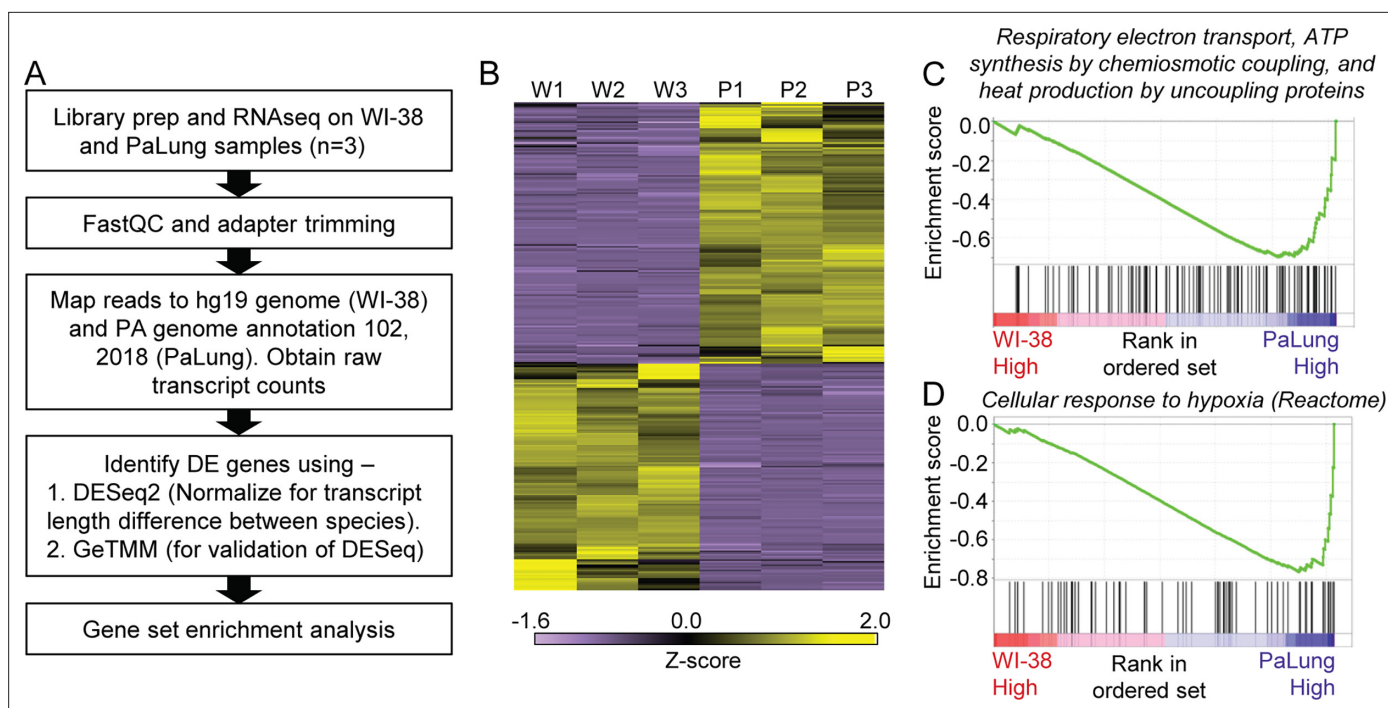 A
Library prep and RNAseq on WI-38
and PaLung samples (n=3)
FastQC and adapter trimming
Map reads to hg19 genome (WI-38)
and PA genome annotation 102,
2018 (PaLung). Obtain raw
transcript counts
Identify DE genes using –
1. DESeq2 (Normalize for transcript
length difference between species).
2. GeTMM (for validation of DESeq)
Gene set enrichment analysis
B
W1 W2 W3 P1 P2 P3
-1.6 0.0 2.0
Z-score
C
Respiratory electron transport, ATP
synthesis by chemiosmotic coupling, and
heat production by uncoupling proteins
Enrichment score
0.0
-0.2
-0.4
-0.6
WI-38
High
Rank in
ordered set
PaLung
High
D
Cellular response to hypoxia (Reactome)
Enrichment score
0.0
-0.2
-0.4
-0.6
-0.8
WI-38
High
Rank in
ordered set
PaLung
High